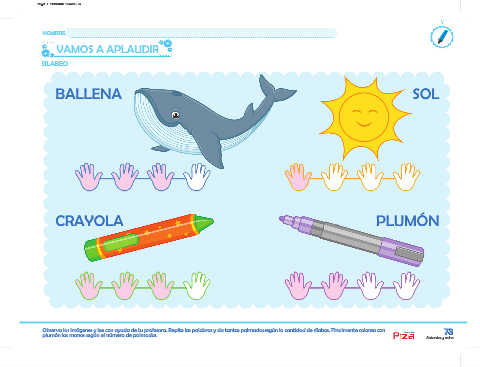 NOMBRE:
VAMOS A APLAUDIR
SILABEO
BALLENA
SOL
CRAYOLA
PLUMÓN
Observa las imágenes y lee con ayuda de tu profesora. Repite las palabras y da tantas palmadas según la cantidad de sílabas. Finalmente colorea con
plumón las manos según el número de palmadas.
73